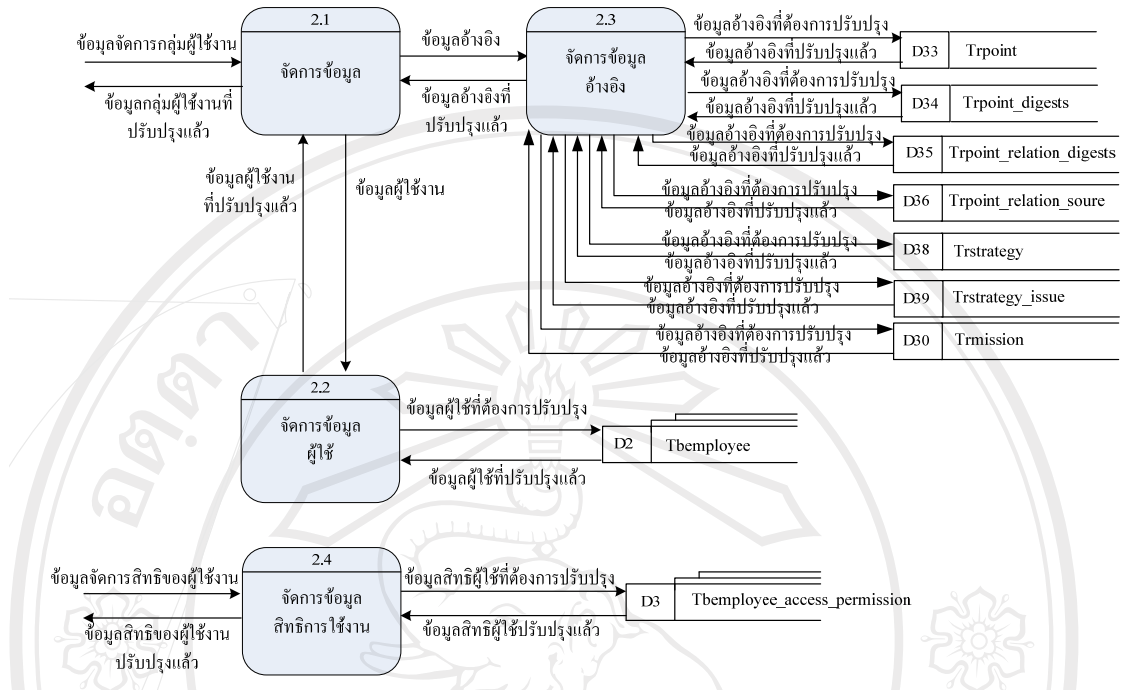 2.1
จัดการข้อมูล
ข้อมุลจัดการกลุ่มผู้ใช้งาน
ข้อมูลกลุ่มผู้ใช้งานที่
ปรับปรุงแล้ว
ข้อมูลอ้างอิง
ข้อมูลอ้างอิงที่
ปรับปรุงแล้ว
2.3
จัดการข้อมูล
อ้างอิง
ข้อมูลอ้างอิงที่ต้องการปรับปรุง
ข้อมูลอ้างอิงที่ปรับปรุงแล้ว
D33
Trpoint
ข้อมูลอ้างอิงที่ต้องการปรับปรุง
ข้อมูลอ้างอิงที่ปรับปรุงแล้ว
D34
Trpoint_digests
ข้อมูลอ้างอิงที่ต้องการปรับปรุง
ข้อมูลอ้างอิงที่ปรับปรุงแล้ว
D35
Trpoint_relation_digests
ข้อมูลอ้างอิงที่ต้องการปรับปรุง
ข้อมูลอ้างอิงที่ปรับปรุงแล้ว
D36
Trpoint_relation_soure
ข้อมูลอ้างอิงที่ต้องการปรับปรุง
ข้อมูลอ้างอิงที่ปรับปรุงแล้ว
D38
Trstrategy
ข้อมูลอ้างอิงที่ต้องการปรับปรุง
ข้อมูลอ้างอิงที่ปรับปรุงแล้ว
D39
Trstrategy_issue
ข้อมูลอ้างอิงที่ต้องการปรับปรุง
ข้อมูลอ้างอิงที่ปรับปรุงแล้ว
D30
Trmission
ข้อมูลผู้ใช้งาน
ที่ปรับปรุงแล้ว
ข้อมูลผู้ใช้งาน
2.2
จัดการข้อมูล
ผู้ใช้
ข้อมูลผู้ใช้ที่ต้องการปรับปรุง
ข้อมูลผู้ใช้ที่ปรับปรุงแล้ว
D2
Tbemployee
2.4
จัดการข้อมูล
สิทธิการใช้งาน
ข้อมูลจัดการสิทธิของผู้ใช้งาน
ข้อมูลสิทธิของผู้ใช้งาน
ปรับปรุงแล้ว
ข้อมูลสิทธิผู้ใช้ที่ต้องการปรับปรุง
ข้อมูลสิทธิผู้ใช้ปรับปรุงแล้ว
D3
Tbemployee_access_permission